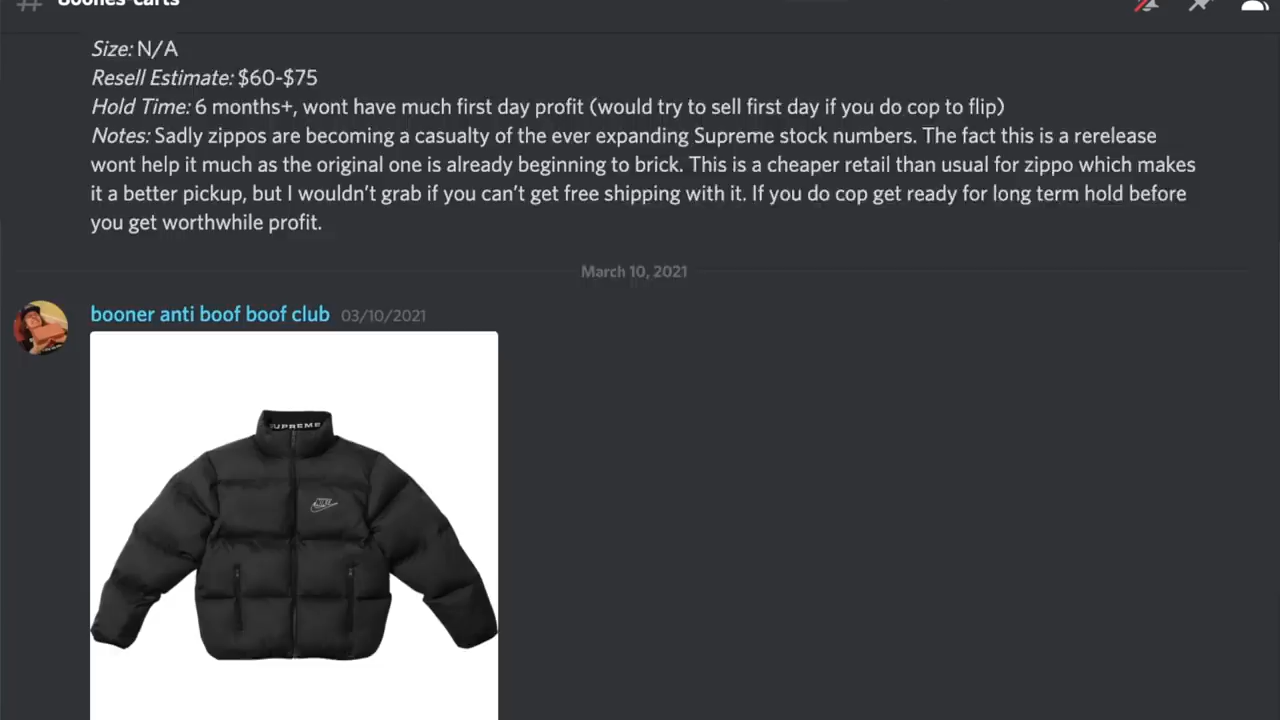 Boones-carts
Size: N/A
Resell Estimate: $60-$75
Hold Time: 6 months+, wont have much first day profit (would try to sell first day if you do cop to flip)
Notes: Sadly zippos are becoming a casualty of the ever expanding Supreme stock numbers. The fact this is a rerelease
wont help it much as the original one is already beginning to brick. This is a cheaper retail than usual for zippo which makes
it a better pickup, but I wouldn't grab if you can't get free shipping with it. If you do cop get ready for long term hold before
you get worthwhile profit.
March 10, 2021
booner anti boof boof club 03/10/2021
SUPREME